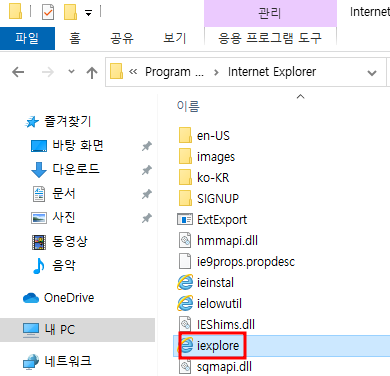 관리
Internet
파일
홈
공유
보기
응용 프로그램 도구
Program ...
Internet Explorer
이름
즐겨찾기
바탕 화면
다운로드
문서
사진
동영상
음악
OneDrive
내 PC
네트워크
en-US
images
ko-KR
SIGNUP
ExtExport
hmmapi.dll
ie9props.propdesc
ieinstal
ielowutil
IEShims.dll
iexplore
sqmapi.dll